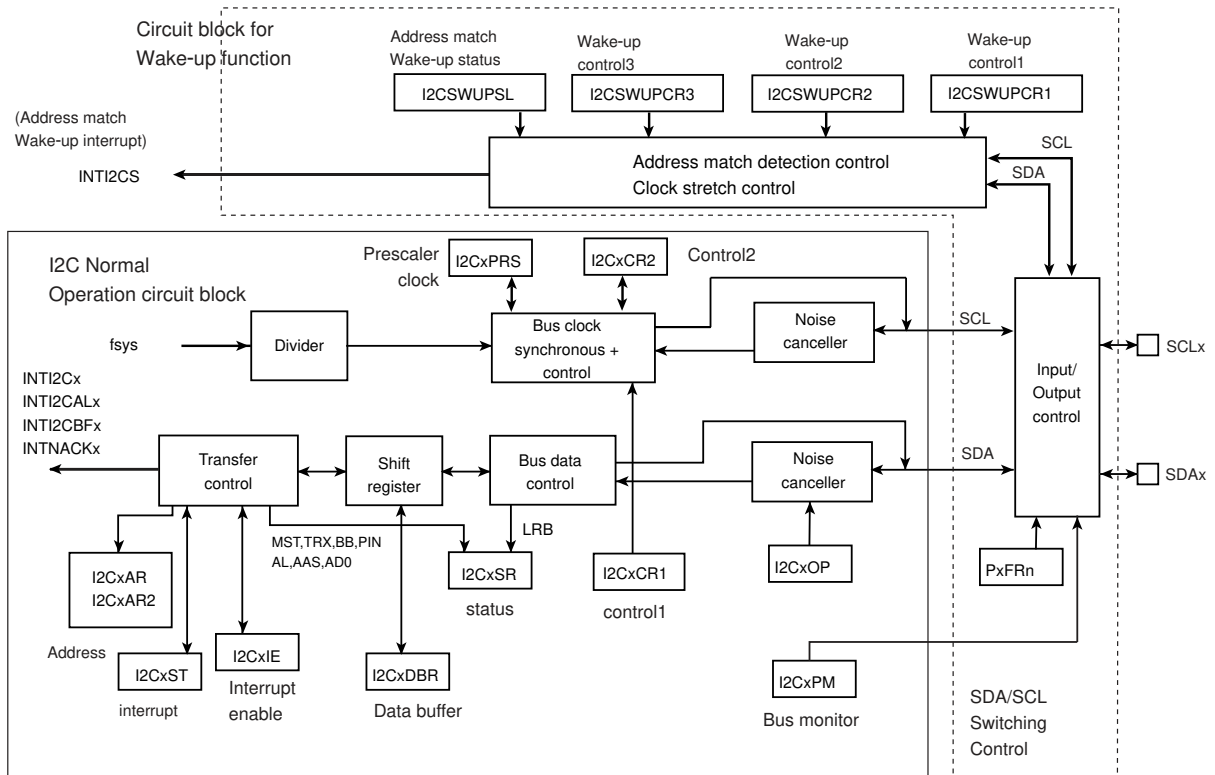 Circuit block for
Wake-up function
Address match
Wake-up status
Wake-up
control3
Wake-up
control2
Wake-up
control1
I2CSWUPSL
I2CSWUPCR3
I2CSWUPCR2
I2CSWUPCR1
(Address match
Wake-up interrupt)
INTI2CS
Address match detection control
Clock stretch control
SCL
SDA
I2C Normal
Operation circuit block
Prescaler
clock
I2CxPRS
I2CxCR2
Control2
fsys
Divider
Bus clock
synchronous +
control
Noise
canceller
SCL
Input/
Output
control
SCLx
INTI2Cx
INTI2CALx
INTI2CBFx
INTNACKx
Transfer
control
Shift
register
Bus data
control
Noise
canceller
SDA
SDAx
MST,TRX,BB,PIN
AL,AAS,AD0
LRB
I2CxAR
I2CxAR2
I2CxSR
status
I2CxCR1
control1
I2CxOP
PxFRn
Address
I2CxST
interrupt
I2CxIE
Interrupt
enable
I2CxDBR
Data buffer
I2CxPM
Bus monitor
SDA/SCL
Switching
Control